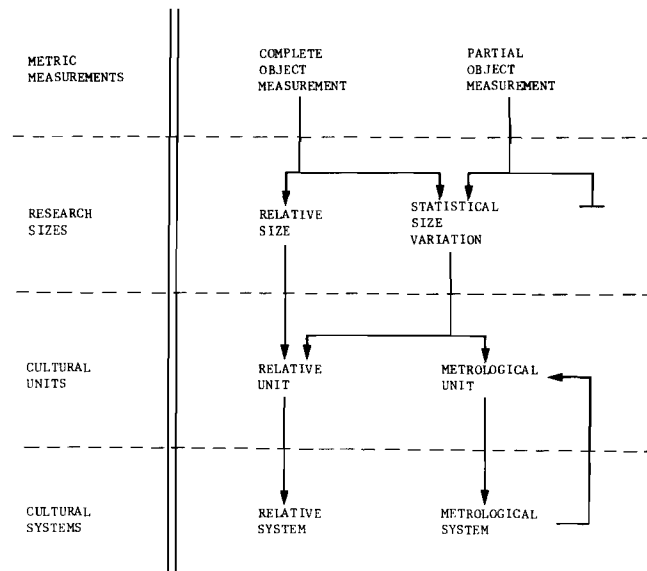 METRIC
MEASUREMENTS
COMPLETE
OBJECT
MEASUREMENT
PARTIAL
OBJECT
MEASUREMENT
RESEARCH
SIZES
RELATIVE
SIZE
STATISTICAL
SIZE
VARIATION
CULTURAL
UNITS
RELATIVE
UNIT
METROLOGICAL
UNIT
CULTURAL
SYSTEMS
RELATIVE
SYSTEM
METROLOGICAL
SYSTEM